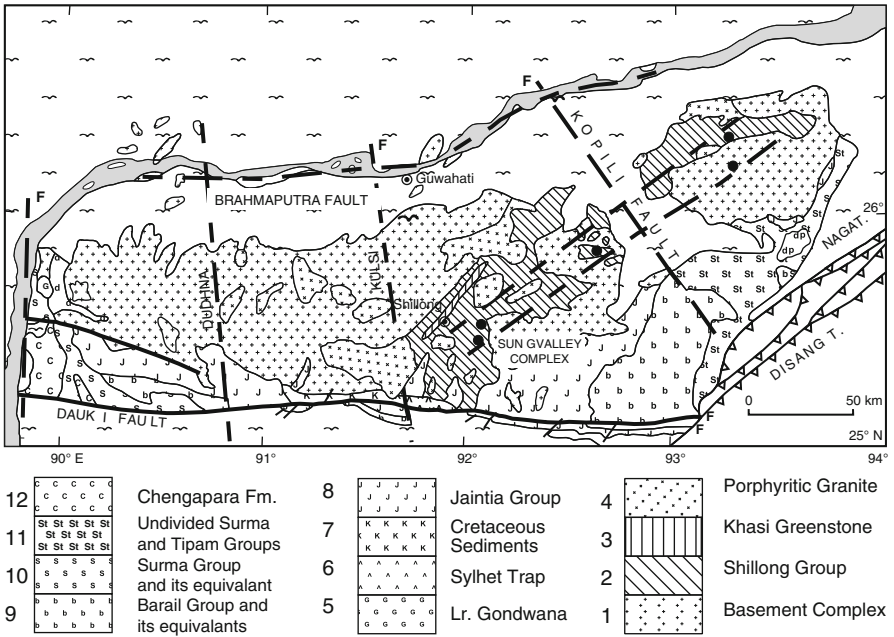 F
F
F
KOPILI FAULT
Guwahati
BRAHMAPUTRA FAULT
26°
NAGAT.
DUDHNA
KULSI
Shillong
SUN GVALLEY
COMPLEX
DISANG T.
0 50 km
DAUK I FAULT
F
F
25° N
90° E 91° 92° 93° 94°
12 Chengapara Fm.
11 Undivided Surma
and Tipam Groups
10 Surma Group
and its equivalent
9 Barail Group and
its equivalents
8 Jaintia Group
7 Cretaceous
Sediments
6 Sylhet Trap
5 Lr. Gondwana
4 Porphyritic Granite
3 Khasi Greenstone
2 Shillong Group
1 Basement Complex